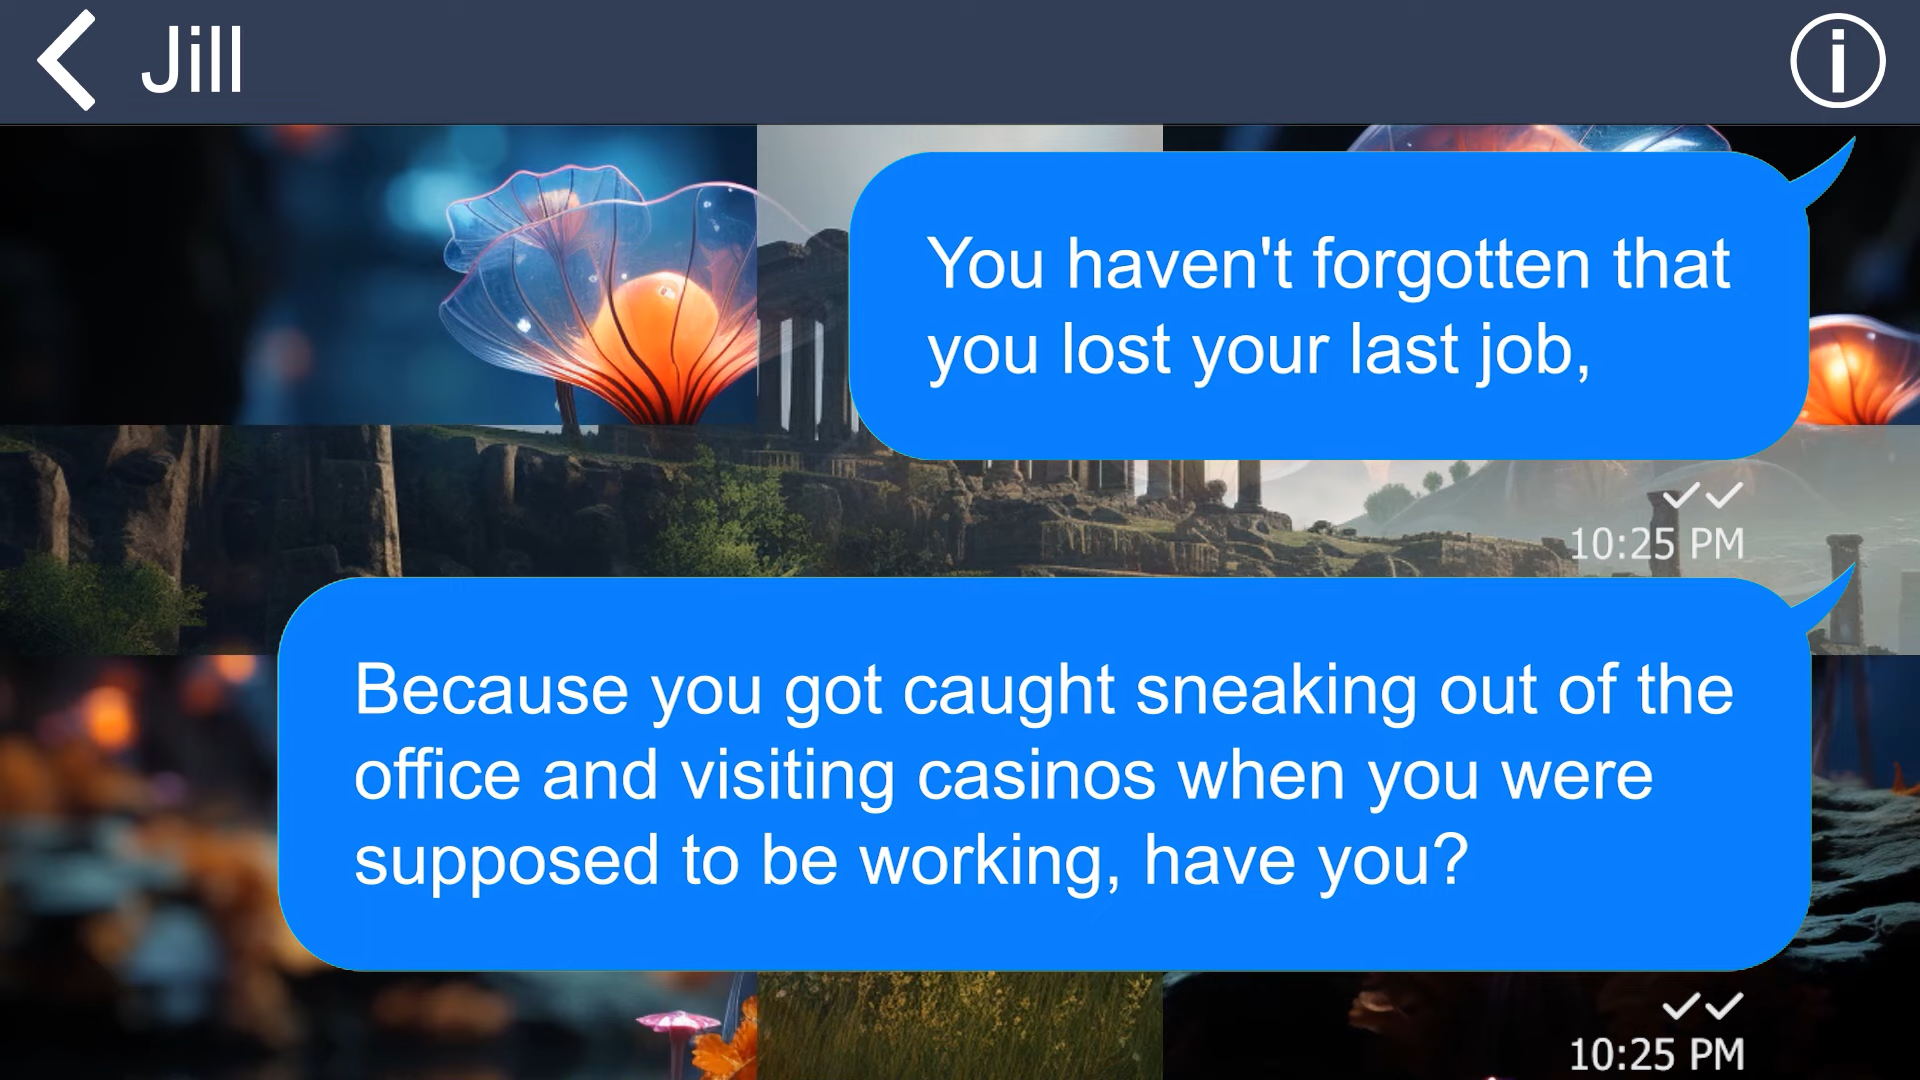 Jill
You haven't forgotten that
you lost your last job,
10:25 PM
Because you got caught sneaking out of the
office and visiting casinos when you were
supposed to be working, have you?
10:25 PM